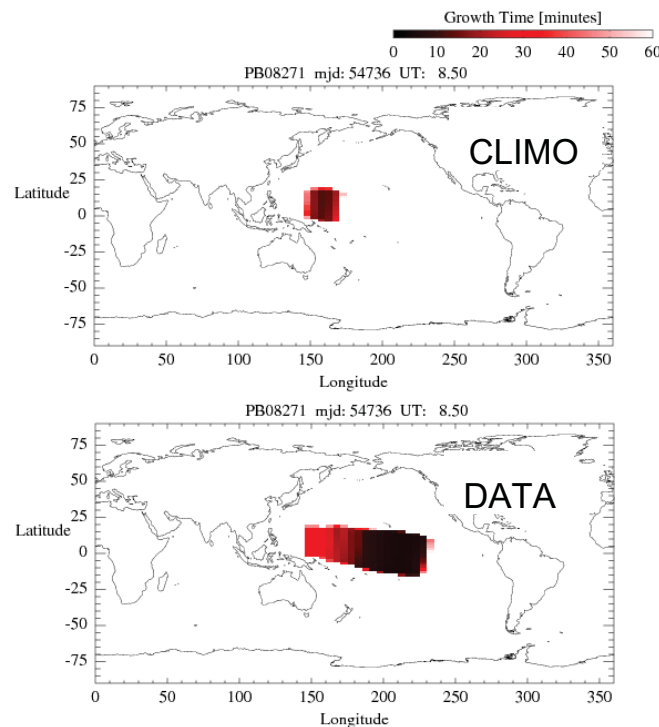 Growth Time [minutes]
0 10 20 30 40 50 60
PB08271 mjd: 54736 UT: 8.50
CLIMO
Latitude
75
50
25
0
-25
-50
-75
0 50 100 150 200 250 300 350
Longitude
PB08271 mjd: 54736 UT: 8.50
DATA
Latitude
75
50
25
0
-25
-50
-75
0 50 100 150 200 250 300 350
Longitude